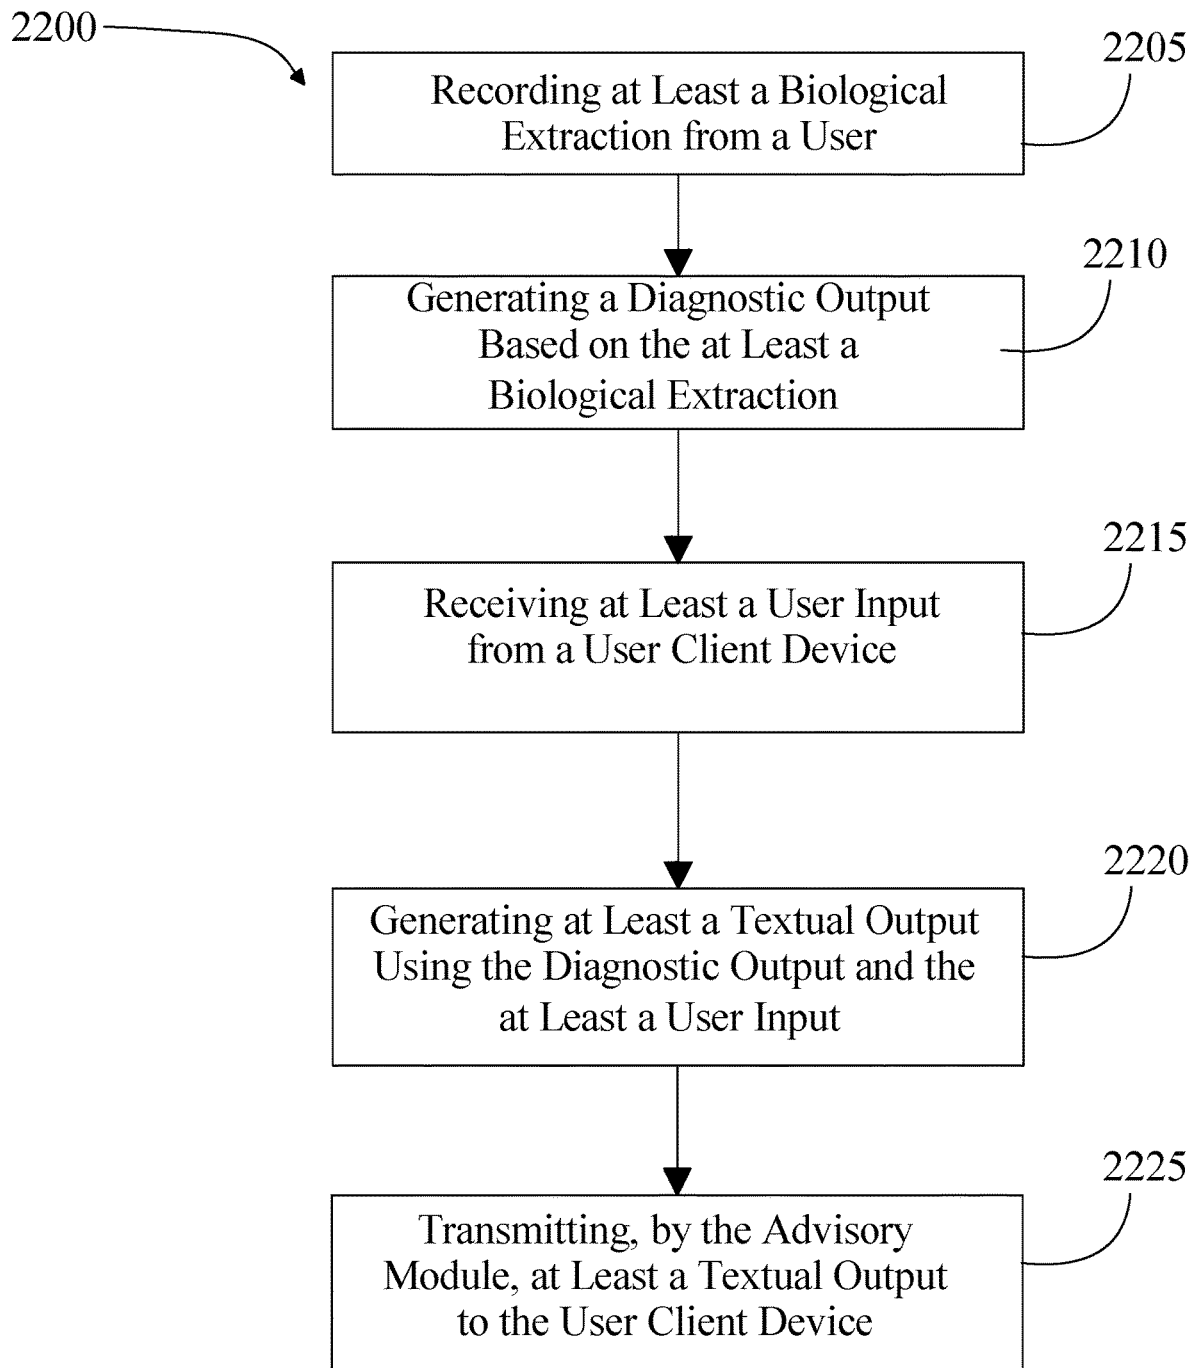 2200
2205
Recording at Least a Biological
Extraction from a User
2210
Generating a Diagnostic Output
Based on the at Least a
Biological Extraction
2215
Receiving at Least a User Input
from a User Client Device
2220
Generating at Least a Textual Output
Using the Diagnostic Output and the
at Least a User Input
2225
Transmitting, by the Advisory
Module, at Least a Textual Output
to the User Client Device